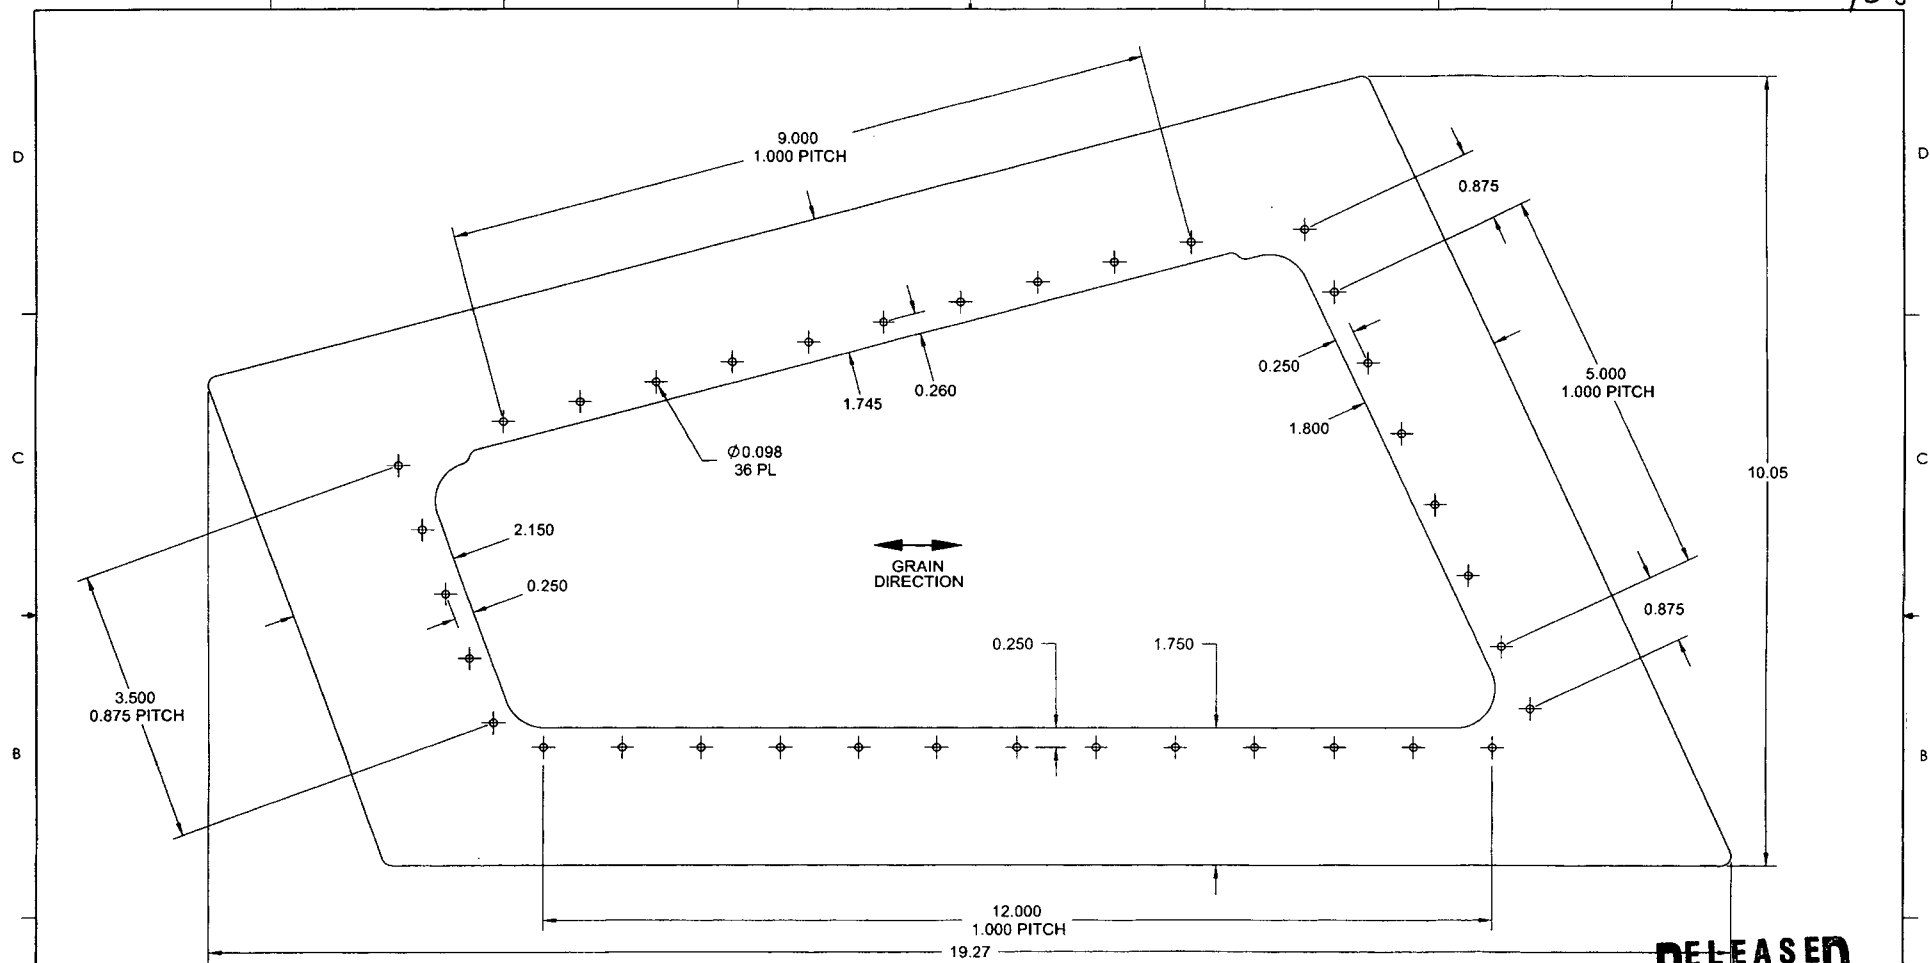 D
D
9.000
1.000 PITCH
0.875
0.250
5.000
1.000 PITCH
1.745
0.260
1.800
Ø0.098
36 PL
C
C
10.05
2.150
0.250
GRAIN
DIRECTION
0.875
0.250
1.750
3.500
0.875 PITCH
B
B
12.000
1.000 PITCH
19.27
RELEASED